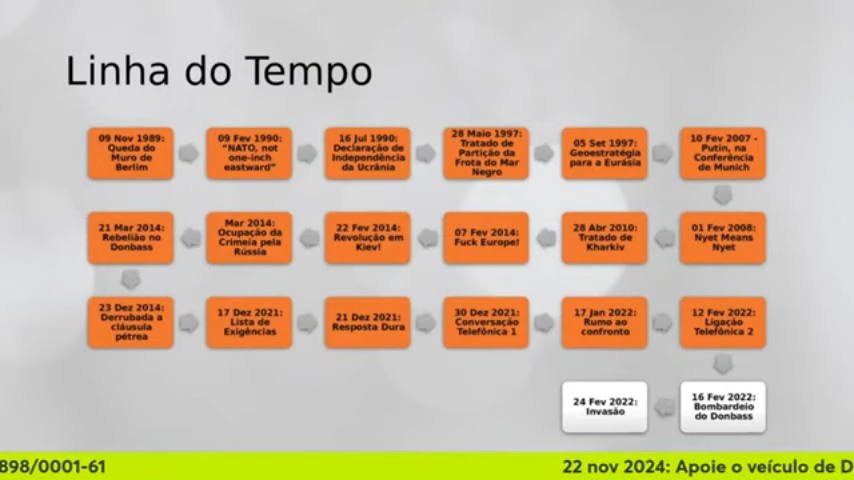 Linha do Tempo
09 Nov 1989:
Queda do
Muro de
Berlim
09 Fev 1990:
"NATO, not
one-inch
eastward"
16 Jul 1990:
Declaração de
Independência
da Ucrânia
28 Maio 1997:
Tratado de
Partição da
Frota do Mar
Negro
05 Set 1997:
Geoestratégia
para a Eurásia
10 Fev 2007 -
Putin, na
Conferência
de Munich
01 Fev 2008:
Nyet Means
Nyet
28 Abr 2010:
Tratado de
Kharkiv
07 Fev 2014:
Fuck Europe!
22 Fev 2014:
Revolução em
Kiev!
Mar 2014:
Ocupação da
Crimeia pela
Rússia
21 Mar 2014:
Rebelião no
Donbass
23 Dez 2014:
Derrubada a
cláusula
pétrea
17 Dez 2021:
Lista de
Exigências
21 Dez 2021:
Resposta Dura
30 Dez 2021:
Conversação
Telefônica 1
17 Jan 2022:
Rumo ao
confronto
12 Fev 2022:
Ligação
Telefônica 2
16 Fev 2022:
Bombardeio
do Donbass
24 Fev 2022:
Invasão
898/0001-61
22 nov 2024: Apoie o veículo de D